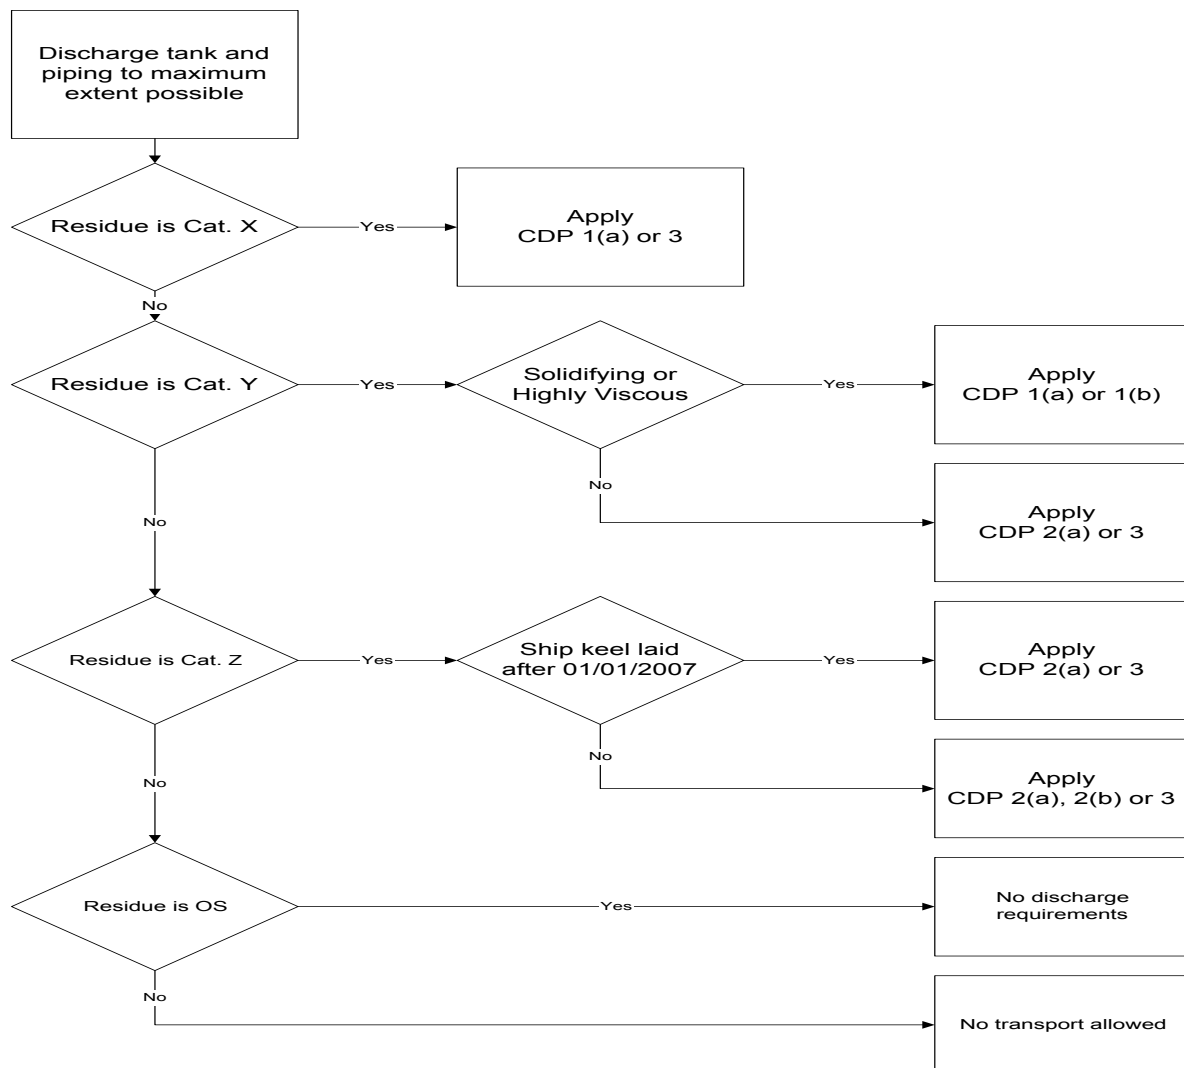 Discharge tank and
piping to maximum
extent possible
Residue is Cat. X
Yes
Apply
CDP 1(a) or 3
No
Residue is Cat. Y
Yes
Solidifying or
Highly Viscous
Yes
Apply
CDP 1(a) or 1(b)
No
Apply
CDP 2(a) or 3
No
Residue is Cat. Z
Yes
Ship keel laid
after 01/01/2007
Yes
Apply
CDP 2(a) or 3
No
Apply
CDP 2(a), 2(b) or 3
No
Residue is OS
Yes
No discharge
requirements
No
No transport allowed